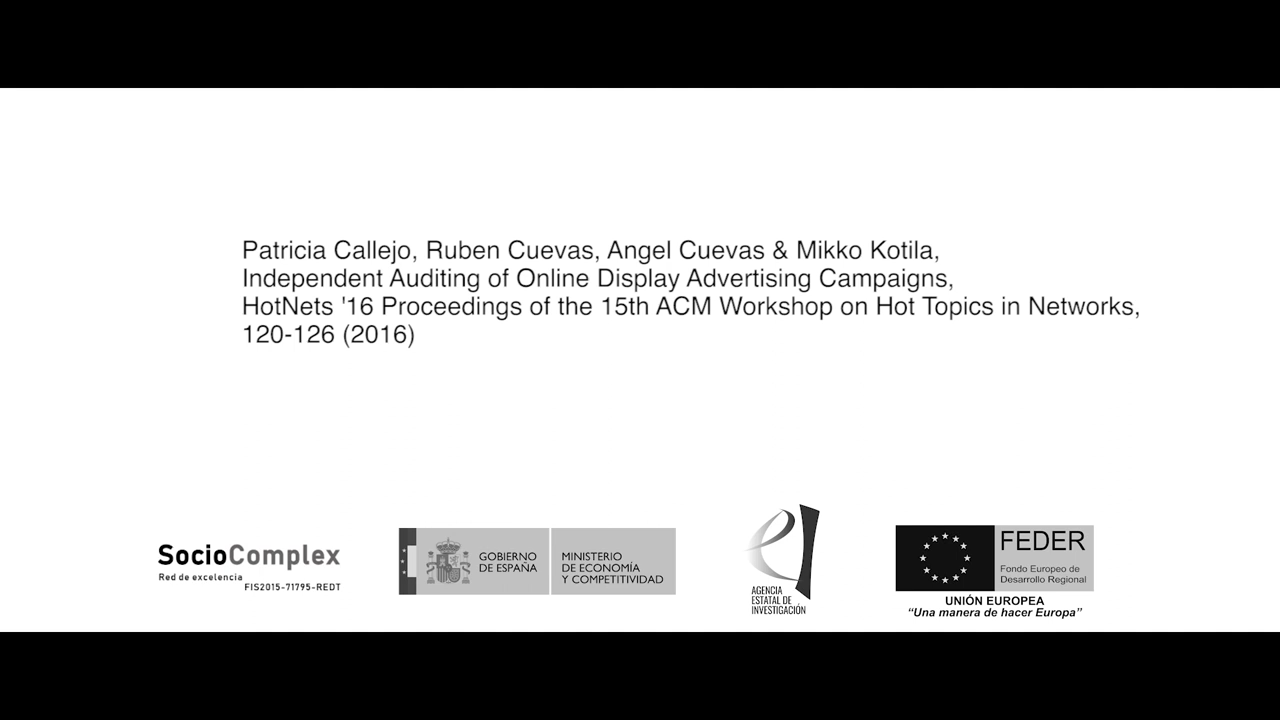 Patricia Callejo, Ruben Cuevas, Angel Cuevas & Mikko Kotila,
Independent Auditing of Online Display Advertising Campaigns,
HotNets '16 Proceedings of the 15th ACM Workshop on Hot Topics in Networks,
120-126 (2016)
SocioComplex
Red de excelencia
FIS2015-71795-REDT
GOBIERNO
DE ESPAÑA
MINISTERIO
DE ECONOMÍA
Y COMPETITIVIDAD
AGENCIA
ESTATAL DE
INVESTIGACIÓN
FEDER
Fondo Europeo de
Desarrollo Regional
UNIÓN EUROPEA
“Una manera de hacer Europa”